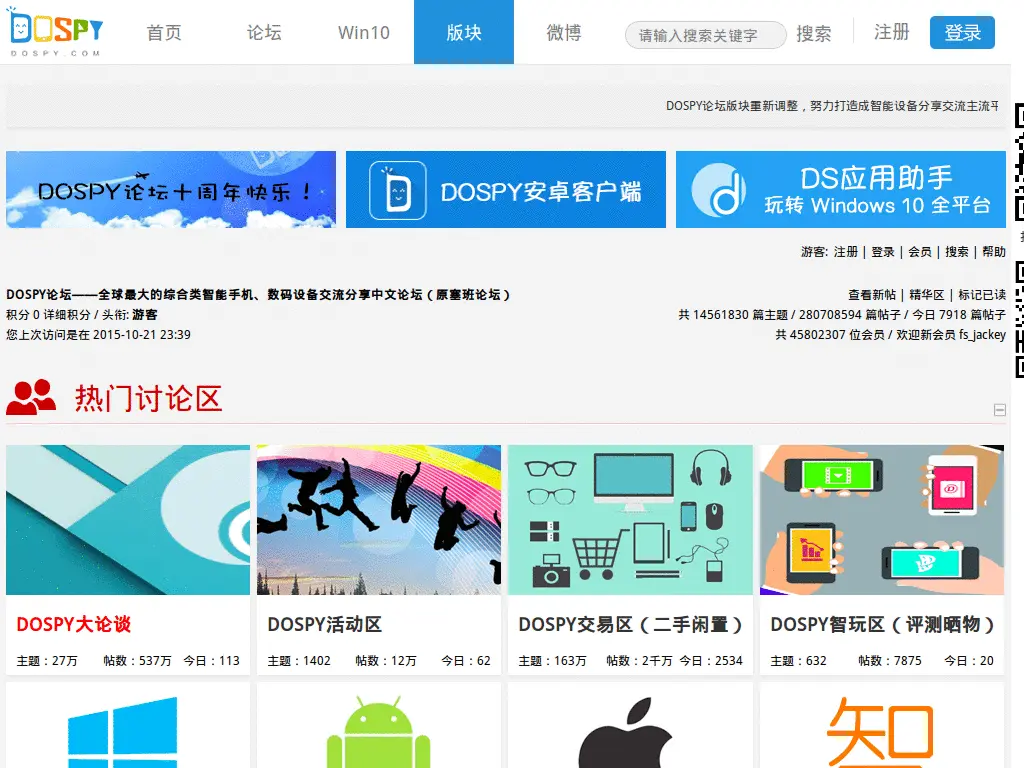 DOSPY
DOSPY.COM
首页
论坛
Win10
版块
微博
请输入搜索关键字
搜索
注册
登录
DOSPY论坛版块重新调整，努力打造成智能设备分享交流主流平
DOSPY论坛十周年快乐！
DOSPY安卓客户端
DS应用助手
玩转 Windows 10 全平台
游客: 注册 | 登录 | 会员 | 搜索 | 帮助
DOSPY论坛——全球最大的综合类智能手机、数码设备交流分享中文论坛（原塞班论坛）
积分 0 详细积分 / 头衔: 游客
您上次访问是在 2015-10-21 23:39
查看新帖 | 精华区 | 标记已读
共 14561830 篇主题 / 280708594 篇帖子 / 今日 7918 篇帖子
共 45802307 位会员 / 欢迎新会员 fs_jackey
热门讨论区
DOSPY大论谈
主题：27万 帖数：537万 今日：113
DOSPY活动区
主题：1402 帖数：12万 今日：62
DOSPY交易区（二手闲置）
主题：163万 帖数：2千万 今日：2534
DOSPY智玩区（评测晒物）
主题：632 帖数：7875 今日：20